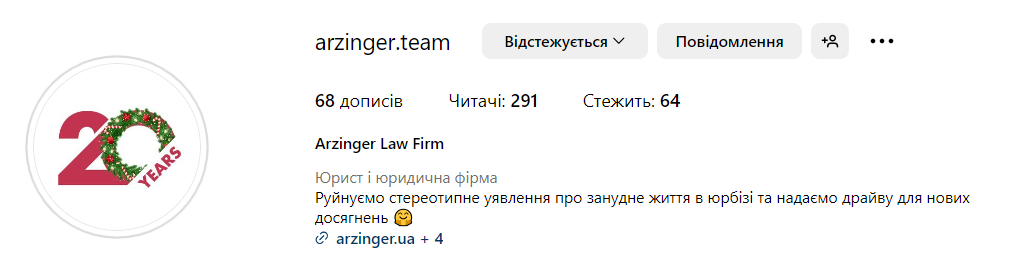 arzinger.team
Відстежується
Повідомлення
68 дописів
Читачі: 291
Стежить: 64
20 YEARS
Arzinger Law Firm
Юрист і юридична фірма
Руйнуємо стереотипне уявлення про занудне життя в юрбізі та надаємо драйву для нових
досягнень 🤗
arzinger.ua + 4